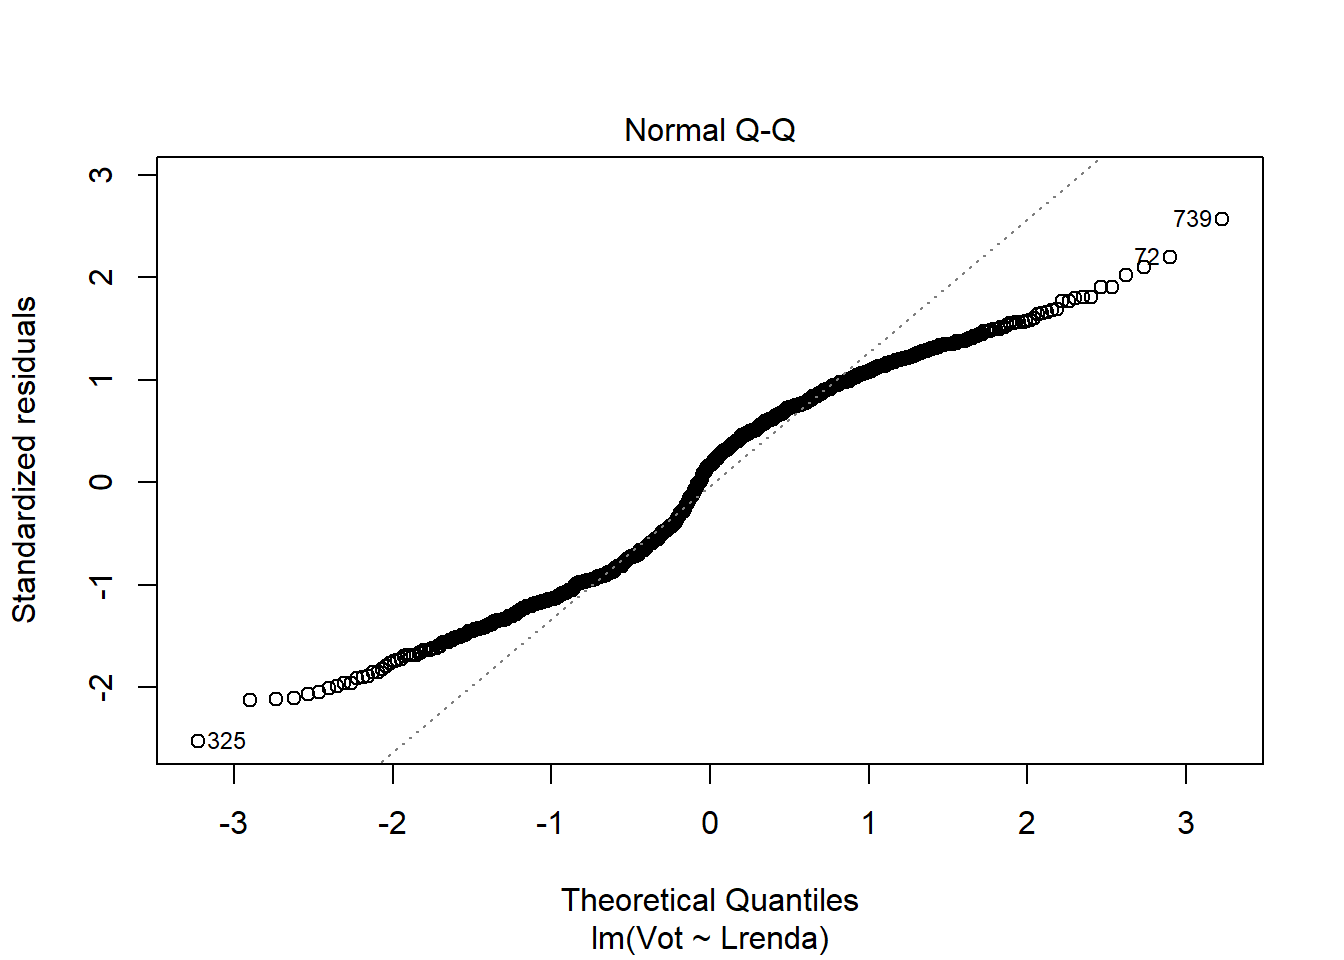 Normal Q-Q
Standardized residuals
3
2
1
0
-1
-2
739
72
325
-3 -2 -1 0 1 2 3
Theoretical Quantiles
lm(Vot ~ Lrenda)